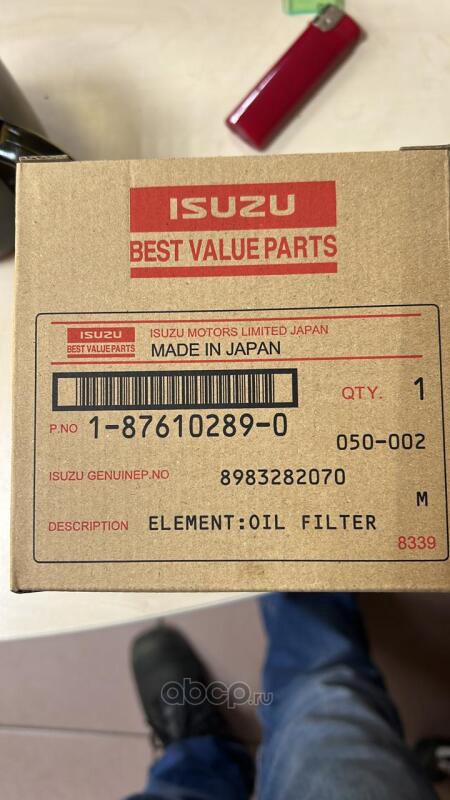 ISUZU
BEST VALUE PARTS
ISUZU ISUZU MOTORS LIMITED JAPAN
BEST VALUE PARTS MADE IN JAPAN
QTY. 1
P.NO 1-87610289-0
050-002
ISUZU GENUINEP.NO 8983282070
M
DESCRIPTION ELEMENT:OIL FILTER
8339
abcp.ru